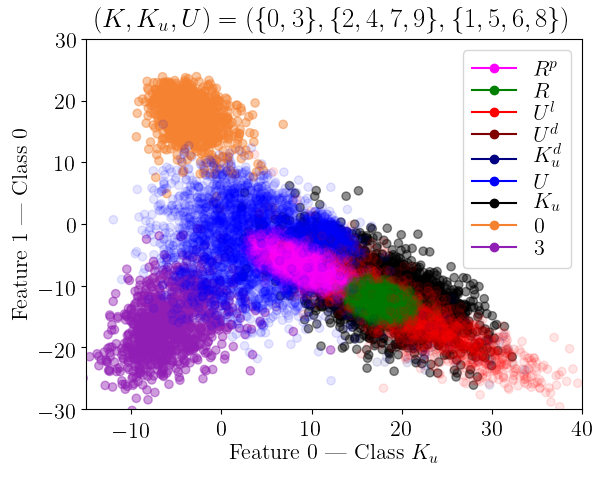 (K, K_u, U) = ({0, 3}, {2, 4, 7, 9}, {1, 5, 6, 8})
30
20
10
0
−10
−20
−30
Feature 1 — Class 0
R^p
R
U^l
U^d
K_u^d
U
K_u
0
3
−10
0
10
20
30
40
Feature 0 — Class K_u